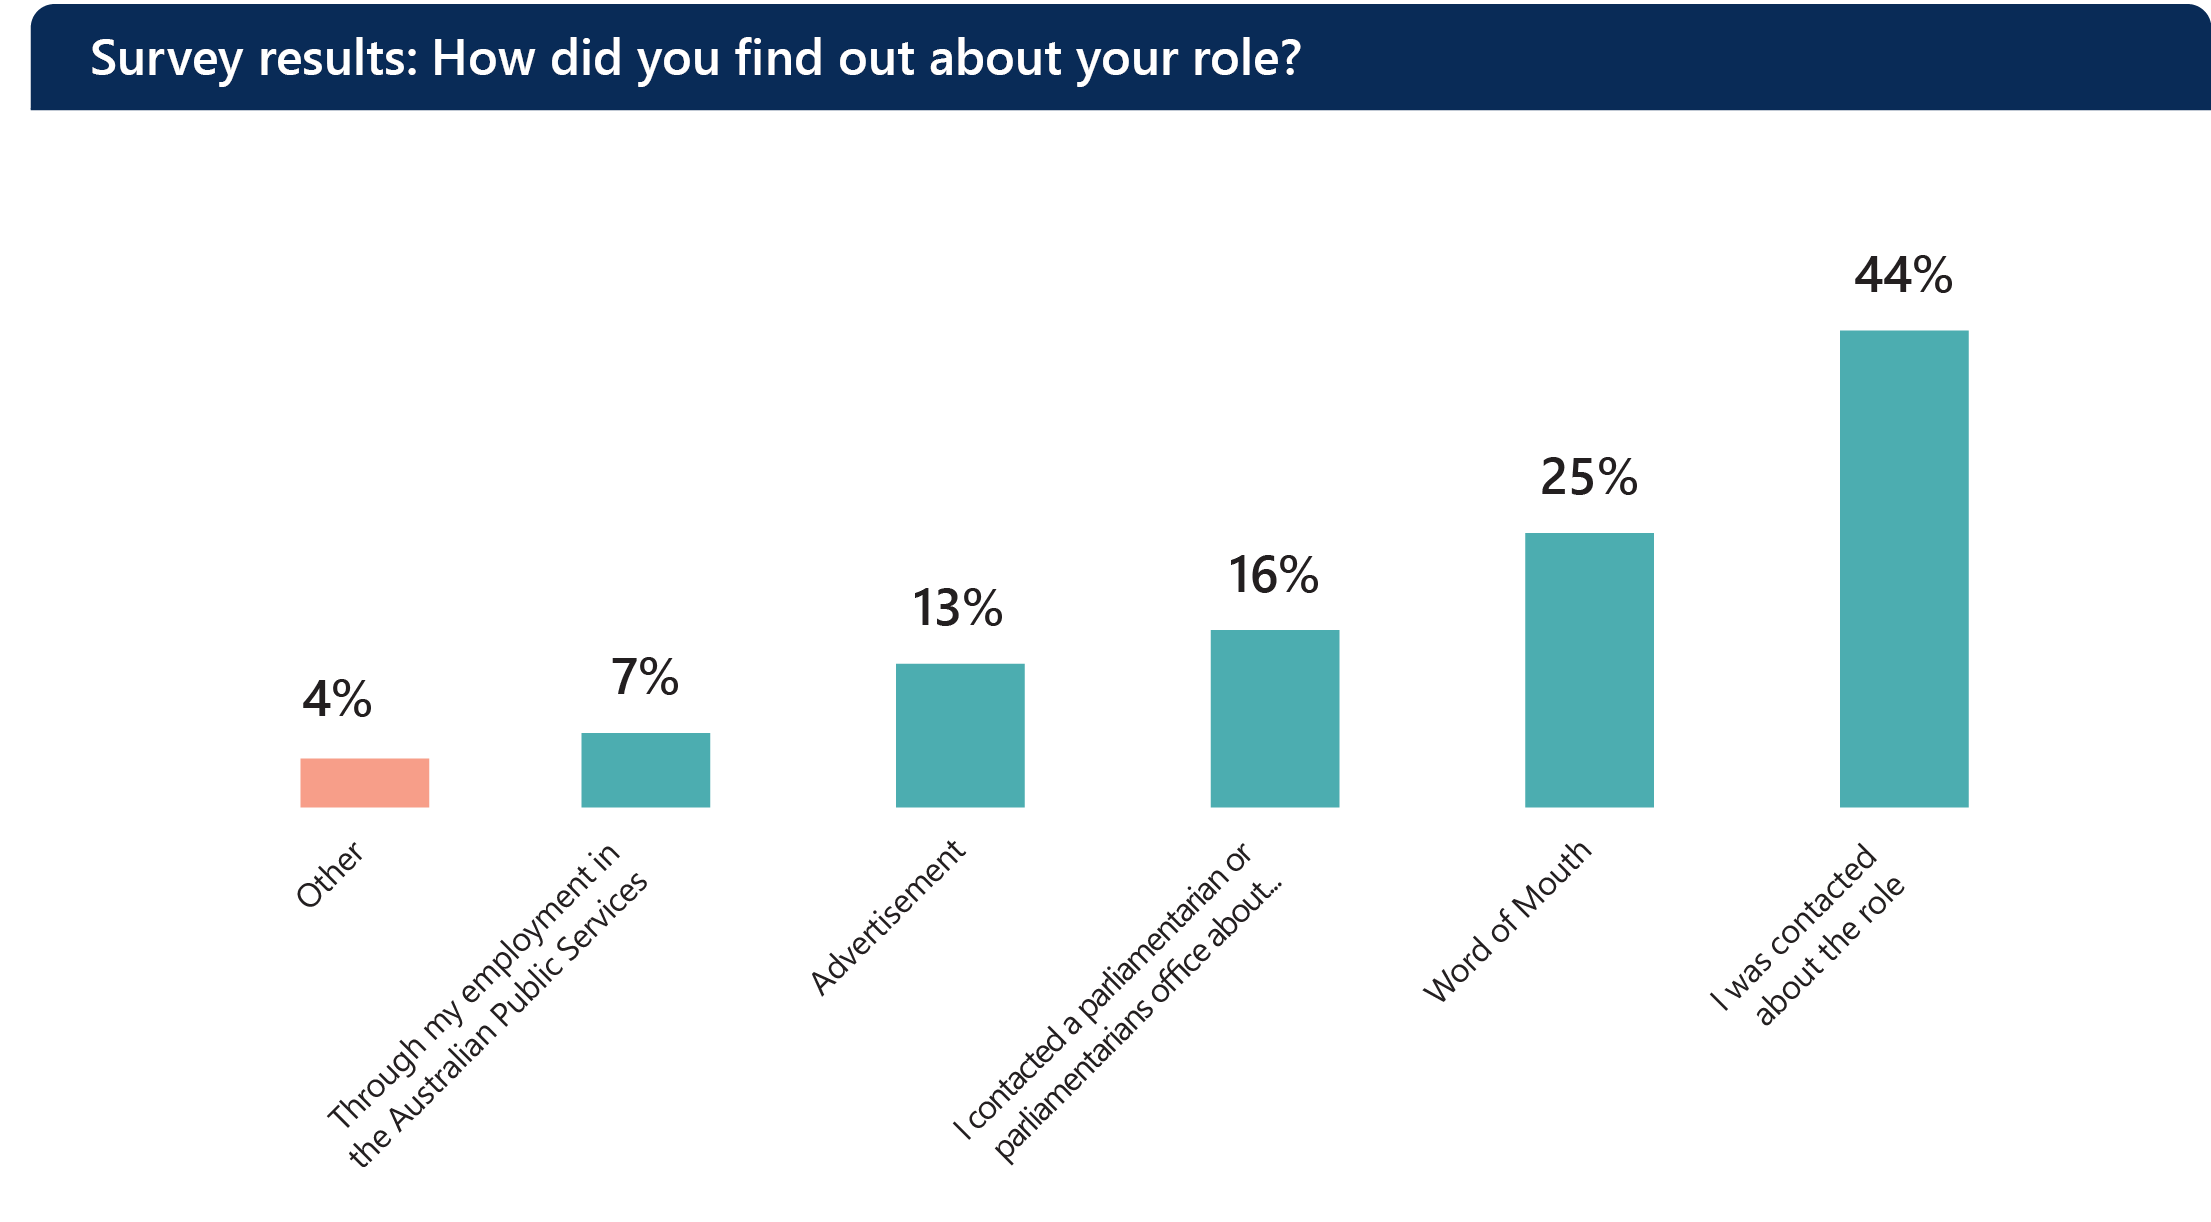 Survey results: How did you find out about your role?
44%
25%
16%
13%
7%
4%
Other
Through my employment in
the Australian Public Services
Advertisement
I contacted a parliamentarian or
parliamentarians office about...
Word of Mouth
I was contacted
about the role